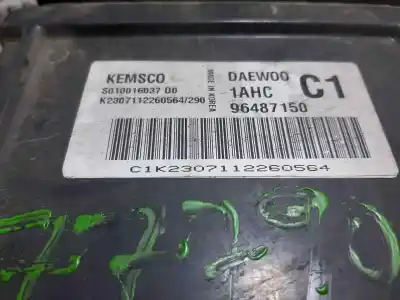 KEMSCO
S010016037 D0
K2307112260564/290
MADE IN KOREA
DAEWOO
1AHC
96487150
C1
C1K2307112260564